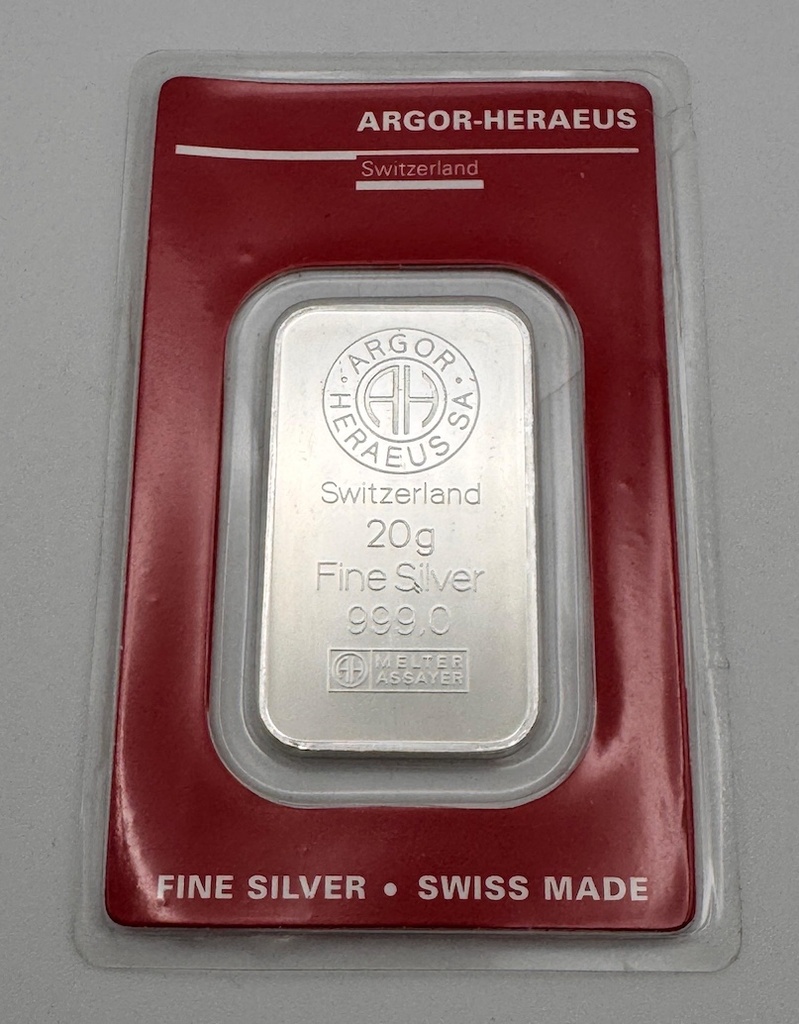 ARGOR-HERAEUS
Switzerland
ARGOR
HERAEUS SA
AH
Switzerland
20g
Fine Silver
999,0
AH MELTER
ASSAYER
FINE SILVER • SWISS MADE